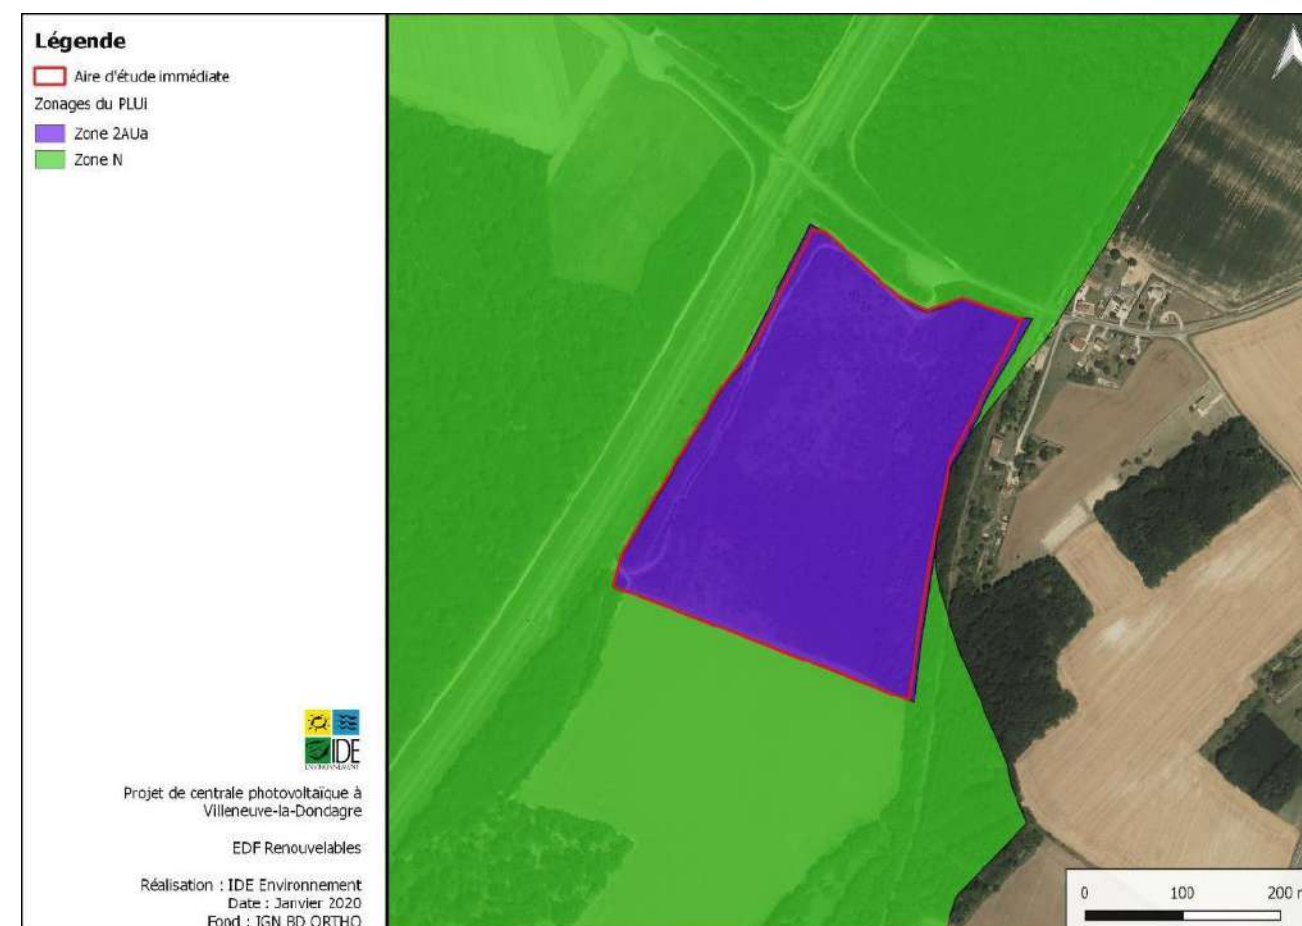 Légende
Aire d'étude immédiate
Zonages du PLUi
Zone 2AUa
Zone N
IDE
ENVIRONNEMENT
Projet de centrale photovoltaïque à
Villeneuve-la-Dondagre
EDF Renouvelables
Réalisation : IDE Environnement
Date : Janvier 2020
Fond : IGN BD ORTHO
0 100 200 m